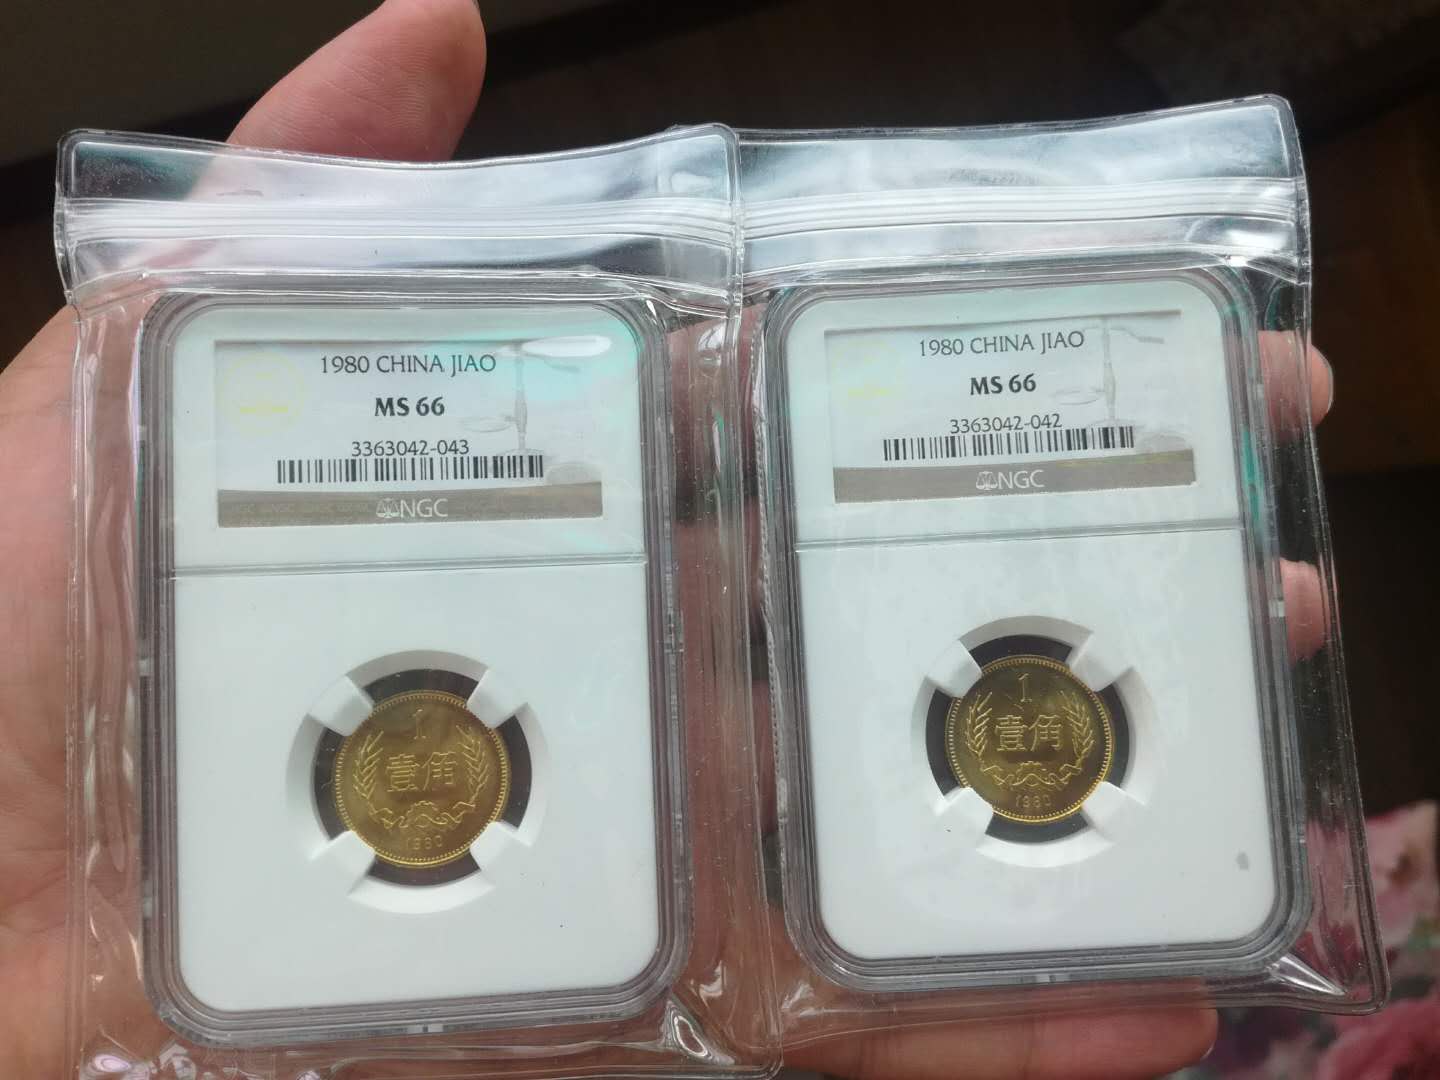 1980 CHINA JIAO
MS 66
3363042-043
NGC
1
壹角
1980
1980 CHINA JIAO
MS 66
3363042-042
NGC
1
壹角
1980